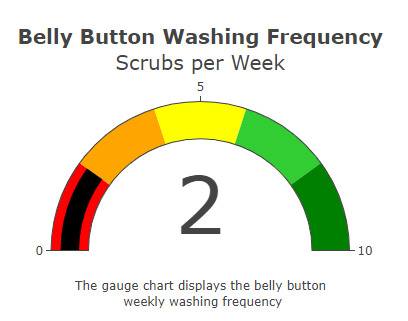 Belly Button Washing Frequency
Scrubs per Week
5
2
0
10
The gauge chart displays the belly button
weekly washing frequency